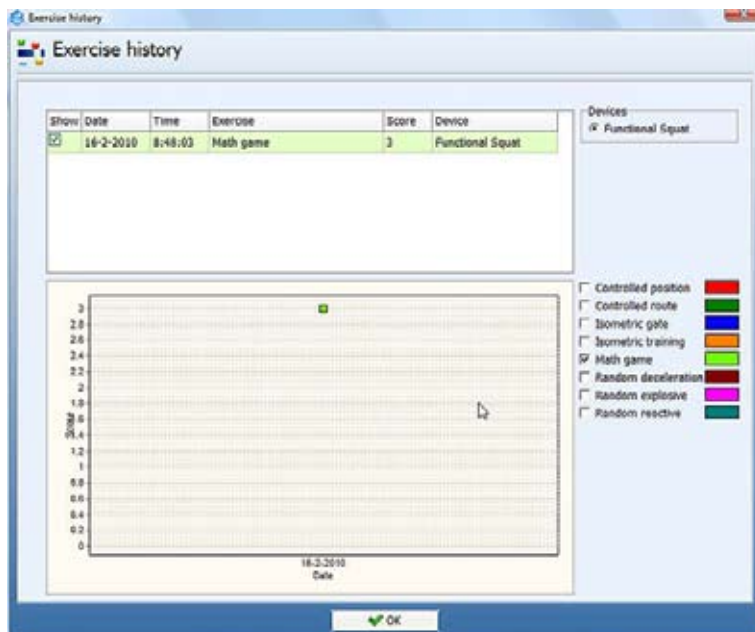 Exercise history
Exercise history
Show Date Time Exercise Score Device
16-2-2010 8:48:03 Math game 3 Functional Squat
Devices
Functional Squat
Controlled position
Controlled route
Isometric gate
Isometric training
Math game
Random deceleration
Random explosive
Random reactive
3
2.8
2.6
2.4
2.2
2
1.8
1.6
1.4
1.2
1
0.8
0.6
0.4
0.2
0
Score
16-2-2010
Date
OK